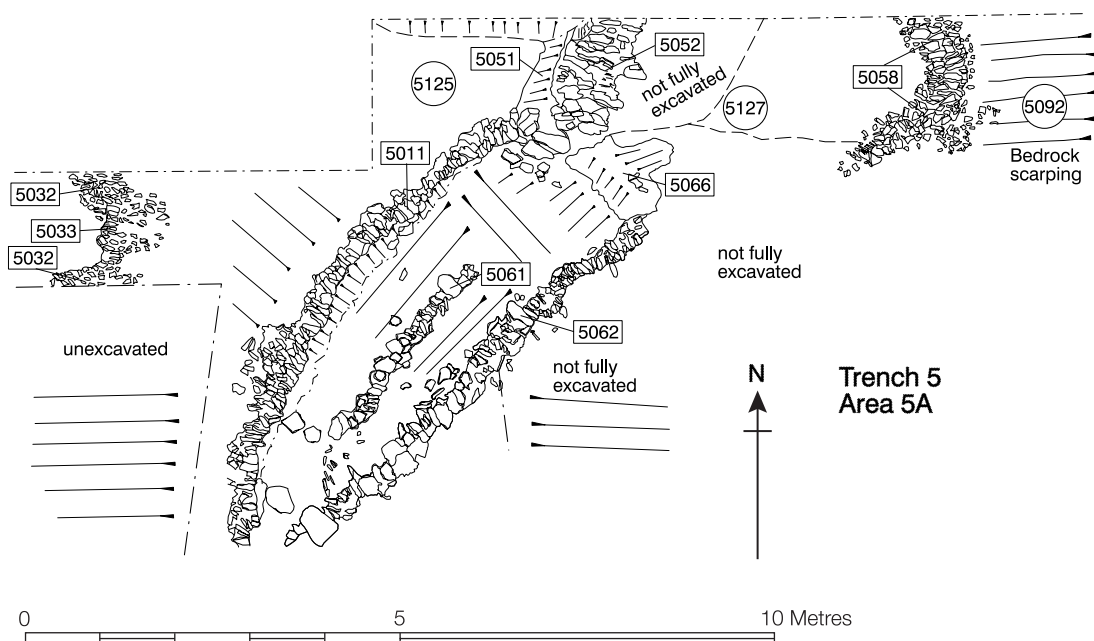 5052
5051
5125
not fully
excavated
5127
5058
5092
Bedrock
scarping
5011
5032
5033
5032
5066
not fully
excavated
5061
5062
unexcavated
not fully
excavated
N
Trench 5
Area 5A
0
5
10 Metres